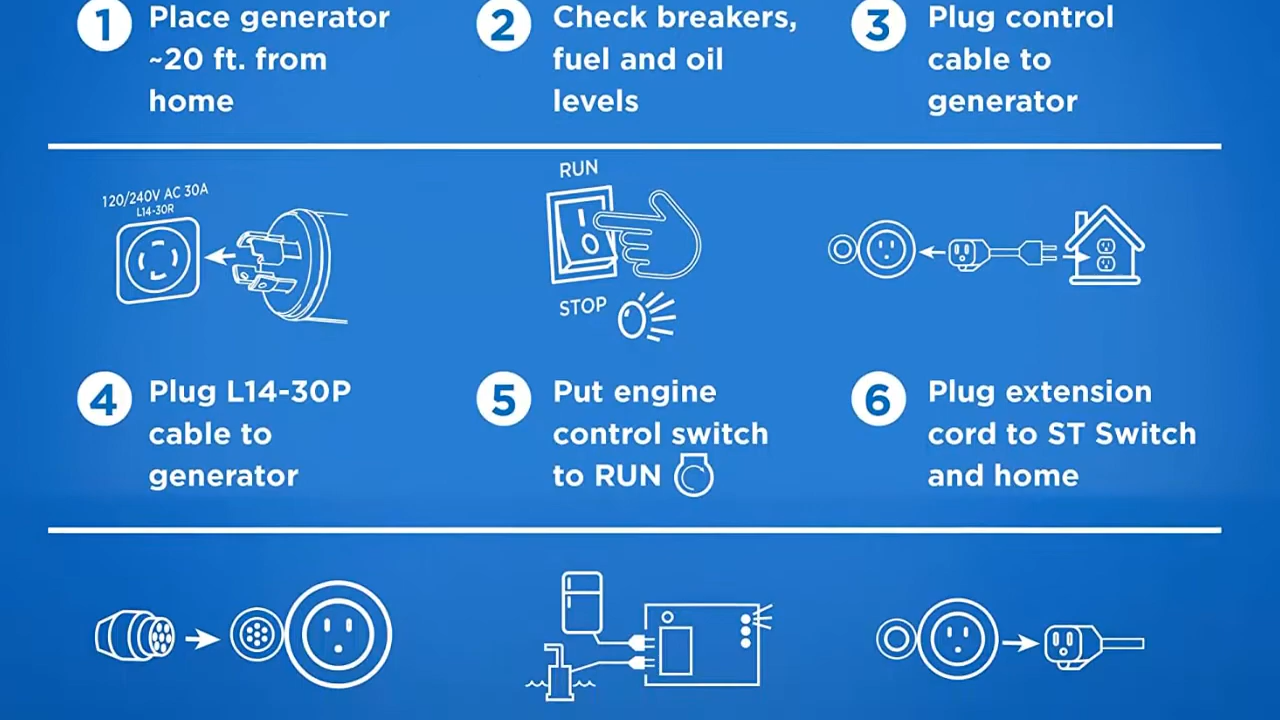 1 Place generator
~20 ft. from
home
2 Check breakers,
fuel and oil
levels
3 Plug control
cable to
generator
120/240V AC 30A
L14-30R
RUN
STOP
4 Plug L14-30P
cable to
generator
5 Put engine
control switch
to RUN
6 Plug extension
cord to ST Switch
and home